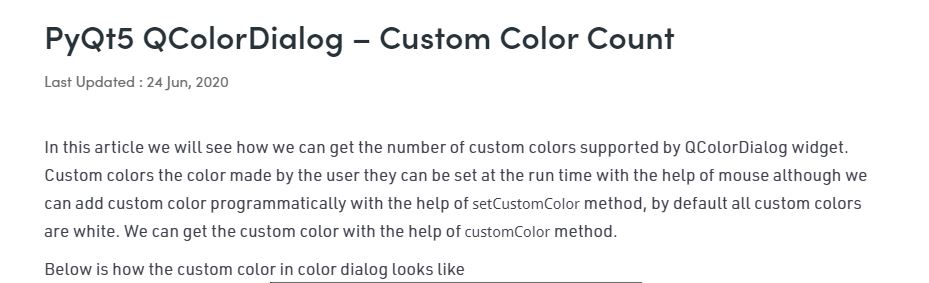 PyQt5 QColorDialog – Custom Color Count
Last Updated : 24 Jun, 2020
In this article we will see how we can get the number of custom colors supported by QColorDialog widget.
Custom colors the color made by the user they can be set at the run time with the help of mouse although we
can add custom color programmatically with the help of setCustomColor method, by default all custom colors
are white. We can get the custom color with the help of customColor method.
Below is how the custom color in color dialog looks like